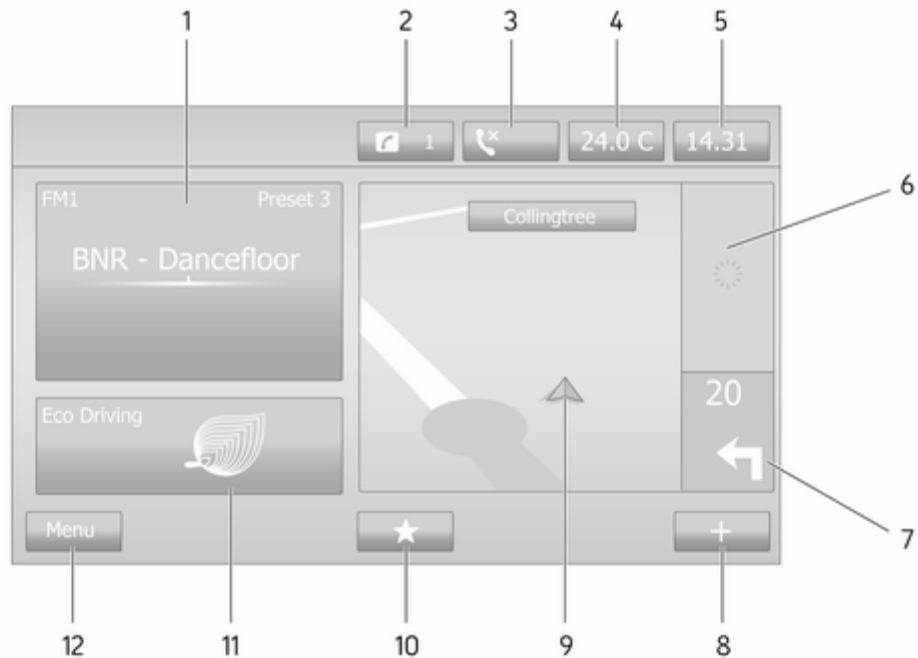 1 2 3 4 5
1 24.0 C 14.31
FM1 Preset 3
BNR - Dancefloor
Collingtree
6
20
Eco Driving
7
Menu +
12 11 10 9 8